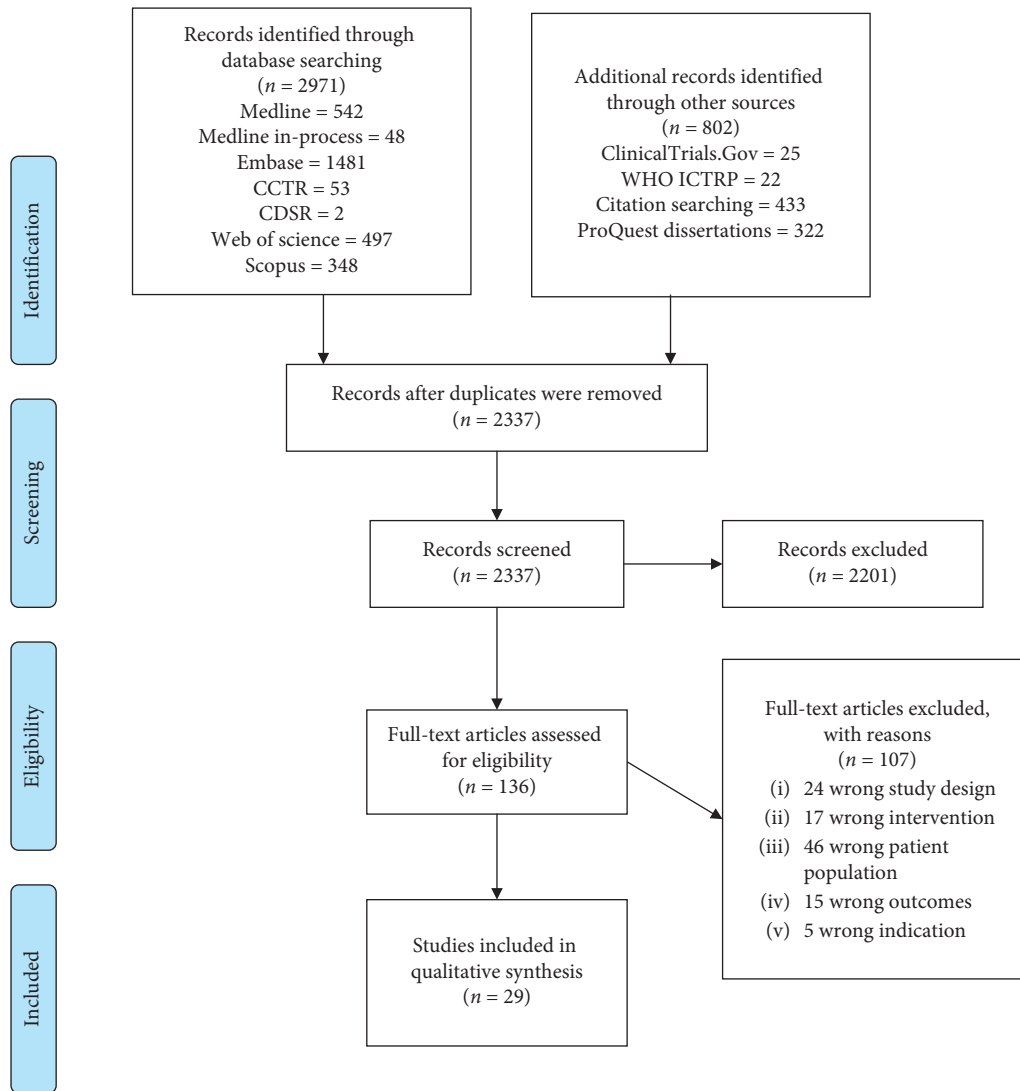 Records identified through
database searching
(n = 2971)
Medline = 542
Medline in-process = 48
Embase = 1481
CCTR = 53
CDSR = 2
Web of science = 497
Scopus = 348
Additional records identified
through other sources
(n = 802)
ClinicalTrials.Gov = 25
WHO ICTRP = 22
Citation searching = 433
ProQuest dissertations = 322
Identification
Records after duplicates were removed
(n = 2337)
Screening
Records screened
(n = 2337)
Records excluded
(n = 2201)
Eligibility
Full-text articles assessed
for eligibility
(n = 136)
Full-text articles excluded,
with reasons
(n = 107)
(i) 24 wrong study design
(ii) 17 wrong intervention
(iii) 46 wrong patient
population
(iv) 15 wrong outcomes
(v) 5 wrong indication
Included
Studies included in
qualitative synthesis
(n = 29)